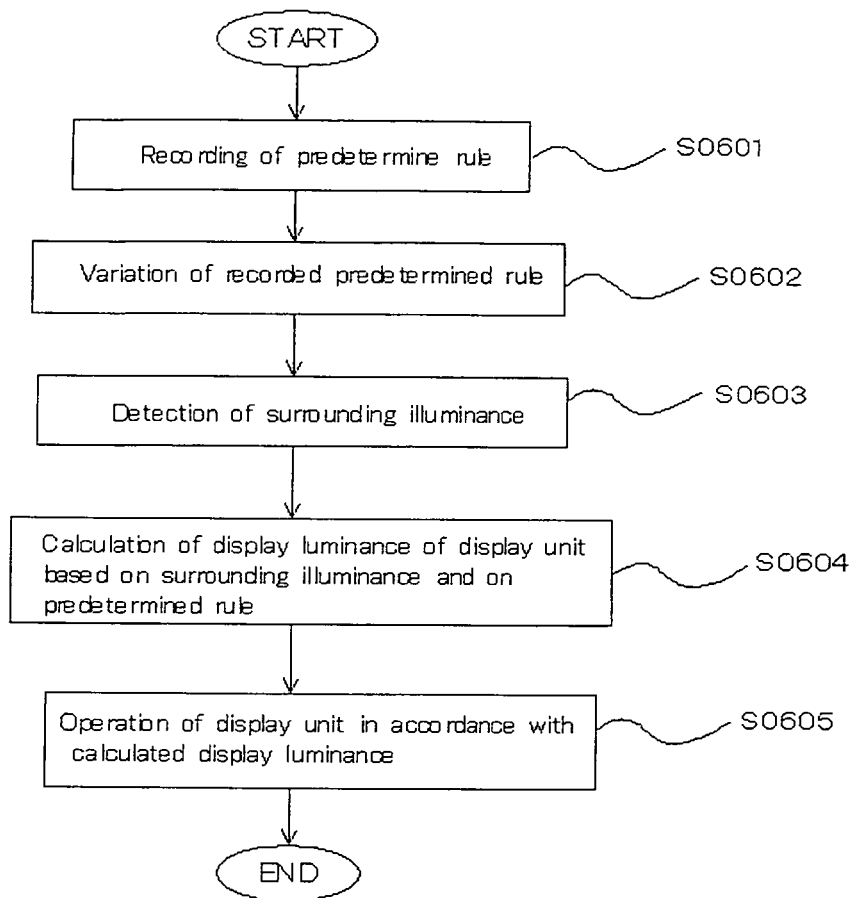 START
Recording of predetermine rule
S0601
Variation of recorded predetermined rule
S0602
Detection of surrounding illuminance
S0603
Calculation of display luminance of display unit
based on surrounding illuminance and on
predetermined rule
S0604
Operation of display unit in accordance with
calculated display luminance
S0605
END